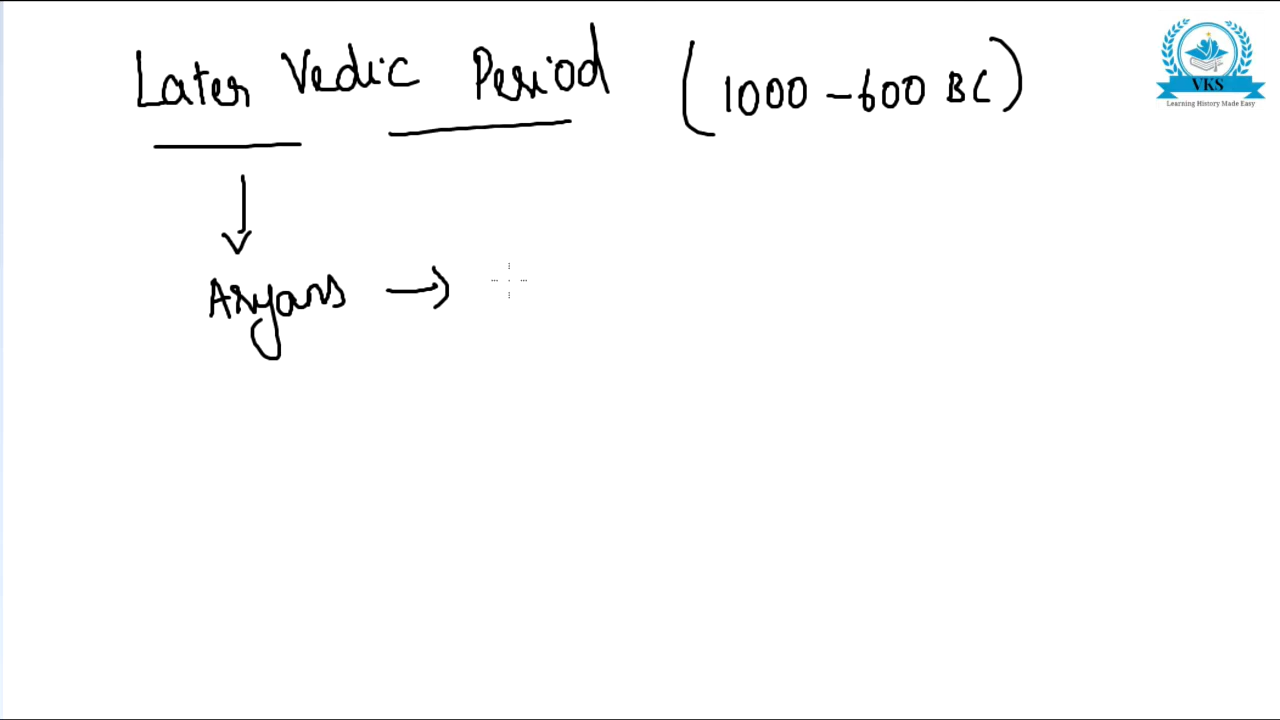 Later Vedic Period (1000 - 600 BC)
VKS
Learning History Made Easy
↓
Aryans →